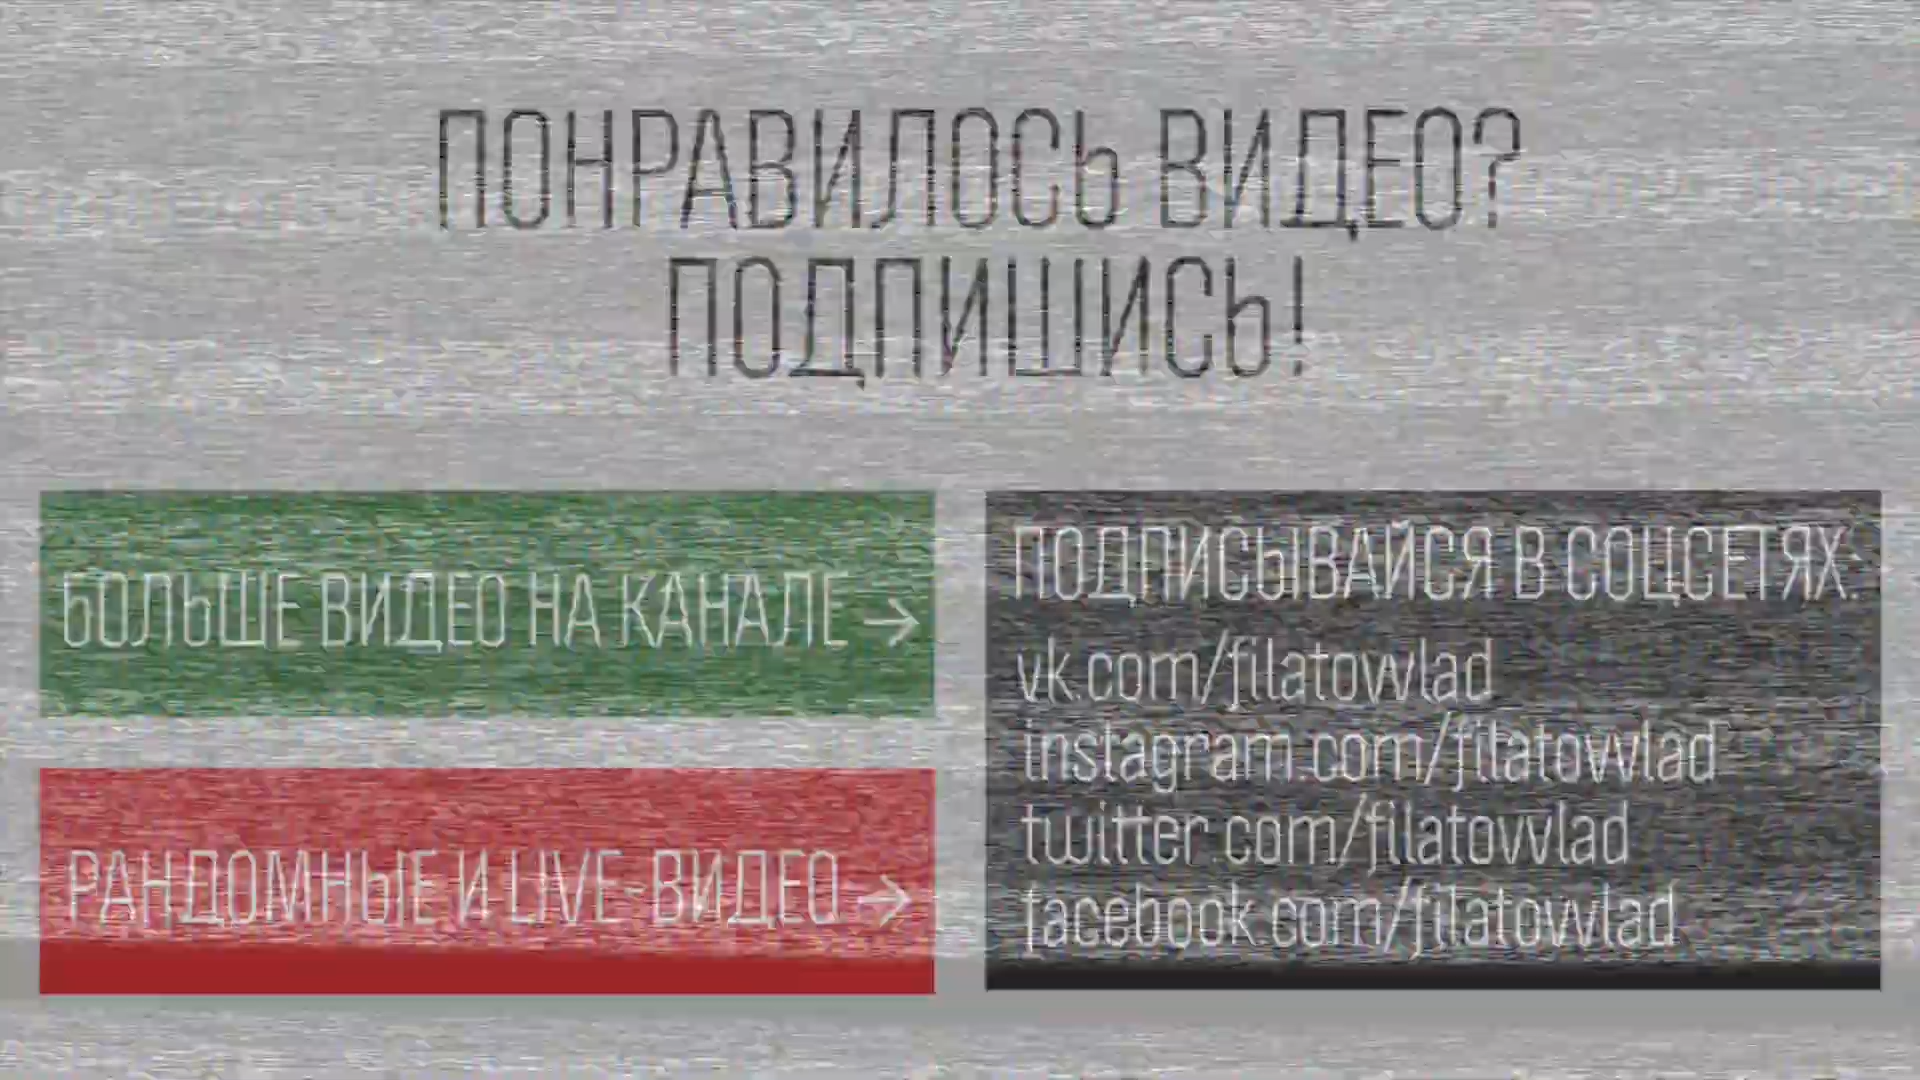 ПОНРАВИЛОСЬ ВИДЕО?
ПОДПИШИСЬ!
БОЛЬШЕ ВИДЕО НА КАНАЛЕ →
РАНДОМНЫЕ И LIVE-ВИДЕО →
ПОДПИСЫВАЙСЯ В СОЦСЕТЯХ:
vk.com/filatovvlad
instagram.com/filatovvlad
twitter.com/filatovvlad
facebook.com/filatovvlad